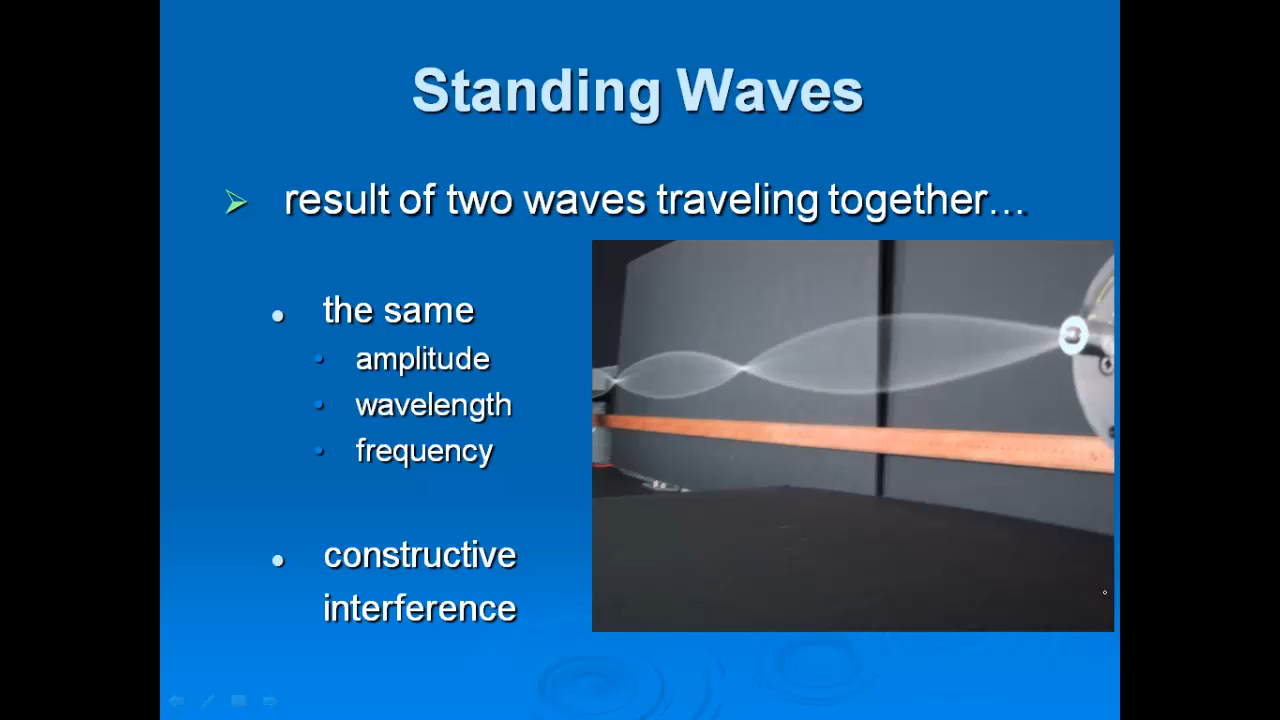 Standing Waves
result of two waves traveling together...
the same
amplitude
wavelength
frequency
constructive
interference